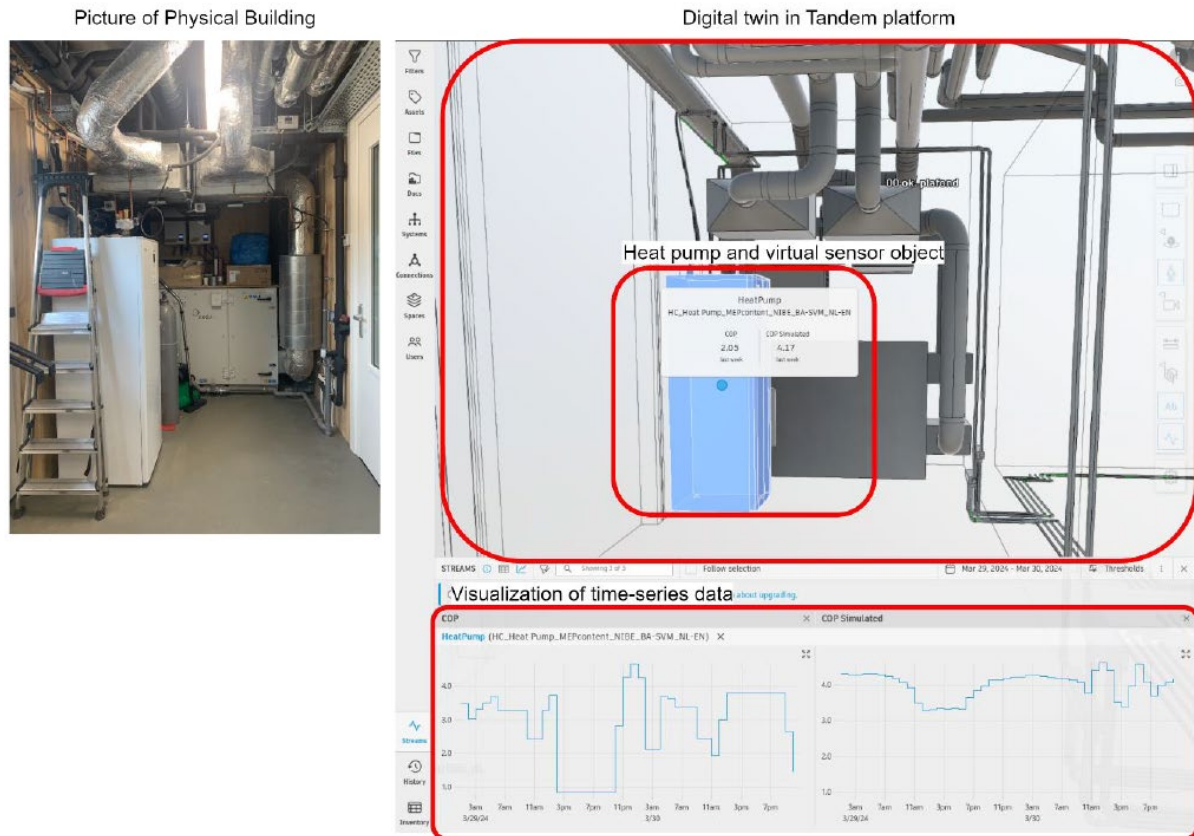 Picture of Physical Building
Digital twin in Tandem platform
Filters
Assets
Files
Docs
Systems
Connections
Spaces
Users
00 ok plafond
Heat pump and virtual sensor object
HeatPump
HC_Heat Pump_MEPcontent_NIBE_BA-SVM_NL-EN
COP
COP Simulated
2.05
4.17
last week
last week
STREAMS
Showing 1 of 3
Follow selection
Mar 29, 2024 - Mar 30, 2024
Thresholds
Visualization of time-series data
about upgrading.
COP
COP Simulated
HeatPump (HC_Heat Pump_MEPcontent_NIBE_BA-SVM_NL-EN)
4.0
3.0
2.0
1.0
3am 7am 11am 3pm 7pm 11pm 3am 7am 11am 3pm 7pm
3/29/24 3/30
4.0
3.0
2.0
1.0
3am 7am 11am 3pm 7pm 11pm 3am 7am 11am 3pm 7pm
3/29/24 3/30
Streams
History
Inventory